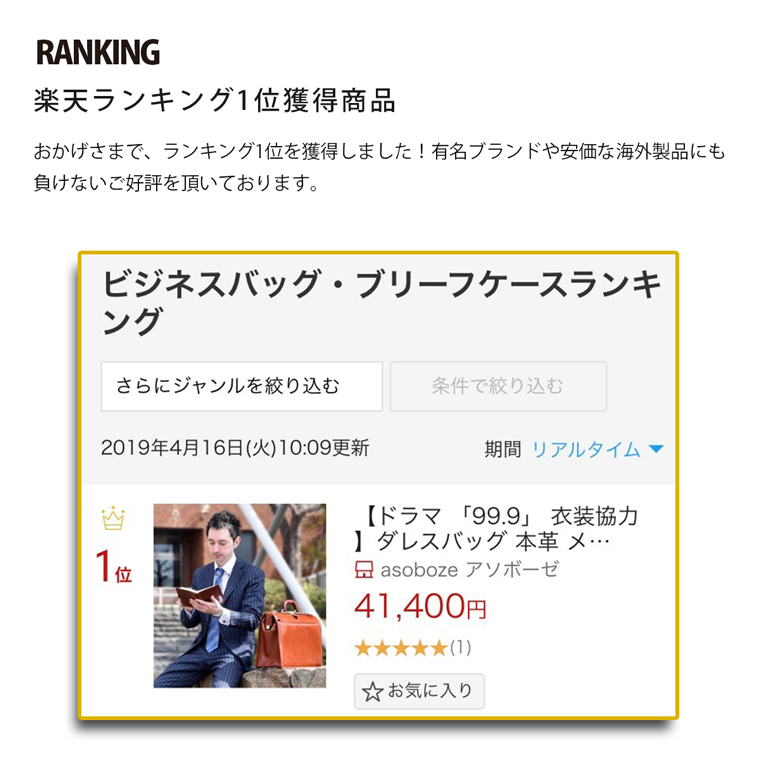 RANKING
楽天ランキング1位獲得商品
おかげさまで、ランキング1位を獲得しました！有名ブランドや安価な海外製品にも
負けないご好評を頂いております。
ビジネスバッグ・ブリーフケースランキ
ング
さらにジャンルを絞り込む
条件で絞り込む
2019年4月16日(火)10:09更新
期間 リアルタイム
1位
【ドラマ 「99.9」 衣装協力
】ダレスバッグ 本革 メ…
asoboze アソボーゼ
41,400円
★★★★★(1)
☆お気に入り